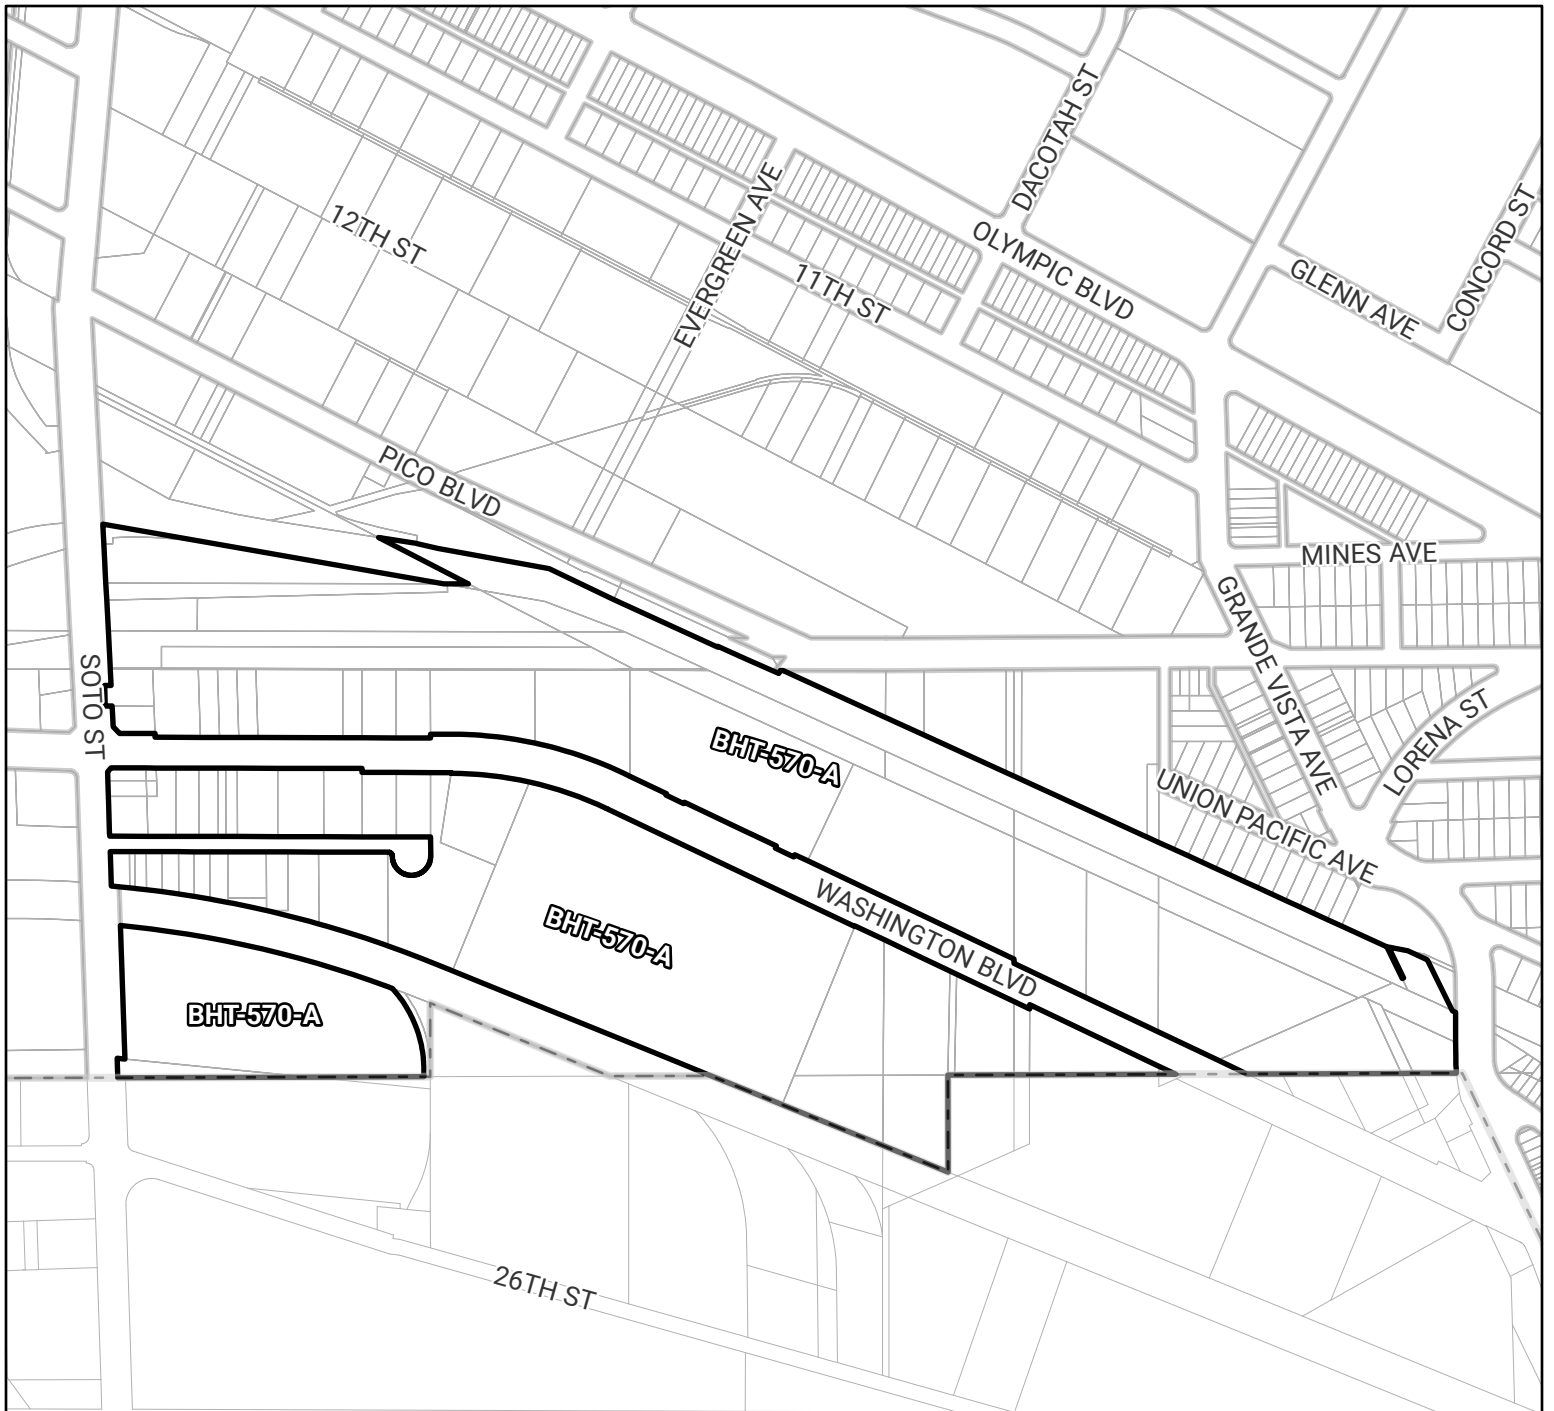 DACOTAH ST
12TH ST
EVERGREEN AVE
OLYMPIC BLVD
CONCORD ST
11TH ST
GLENN AVE
PICO BLVD
MINES AVE
GRANDE VISTA AVE
SOTO ST
LORENA ST
BHT-570-A
UNION PACIFIC AVE
WASHINGTON BLVD
BHT-570-A
BHT-570-A
26TH ST